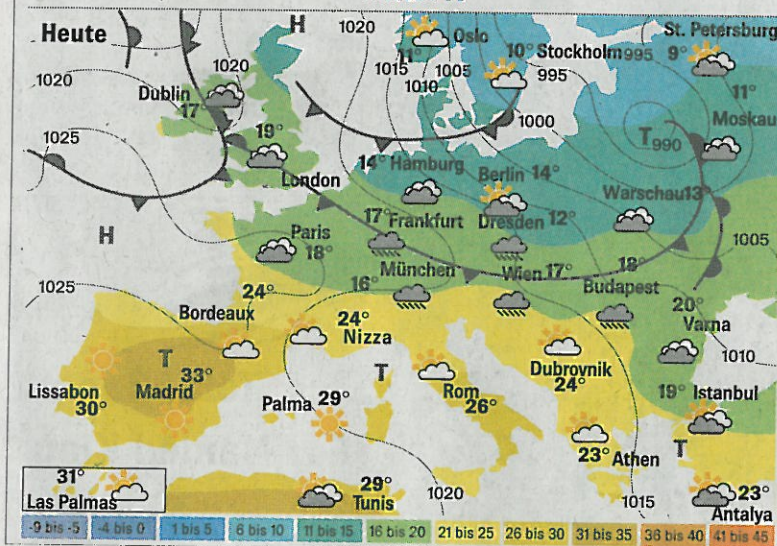 Heute
H
1020
Oslo
11°
St. Petersburg
10° Stockholm
995
9°
1015
1005
995
1020
1020
1010
11°
Dublin
17°
1000
T 990
Moskau
1025
19°
London
14° Hamburg
Berlin 14°
Warschau 13°
H
17° Frankfurt
Dresden 12°
1005
Paris
18°
München
16°
Wien 17°
18°
Budapest
1025
24°
Bordeaux
20°
Varna
24°
Nizza
1010
T
33°
Madrid
Lissabon
30°
T
Dubrovnik
24°
Palma 29°
Rom
26°
19° Istanbul
T
23° Athen
31°
Las Palmas
29°
Tunis
1020
1015
23°
Antalya
-9 bis -5
-4 bis 0
1 bis 5
6 bis 10
11 bis 15
16 bis 20
21 bis 25
26 bis 30
31 bis 35
36 bis 40
41 bis 45